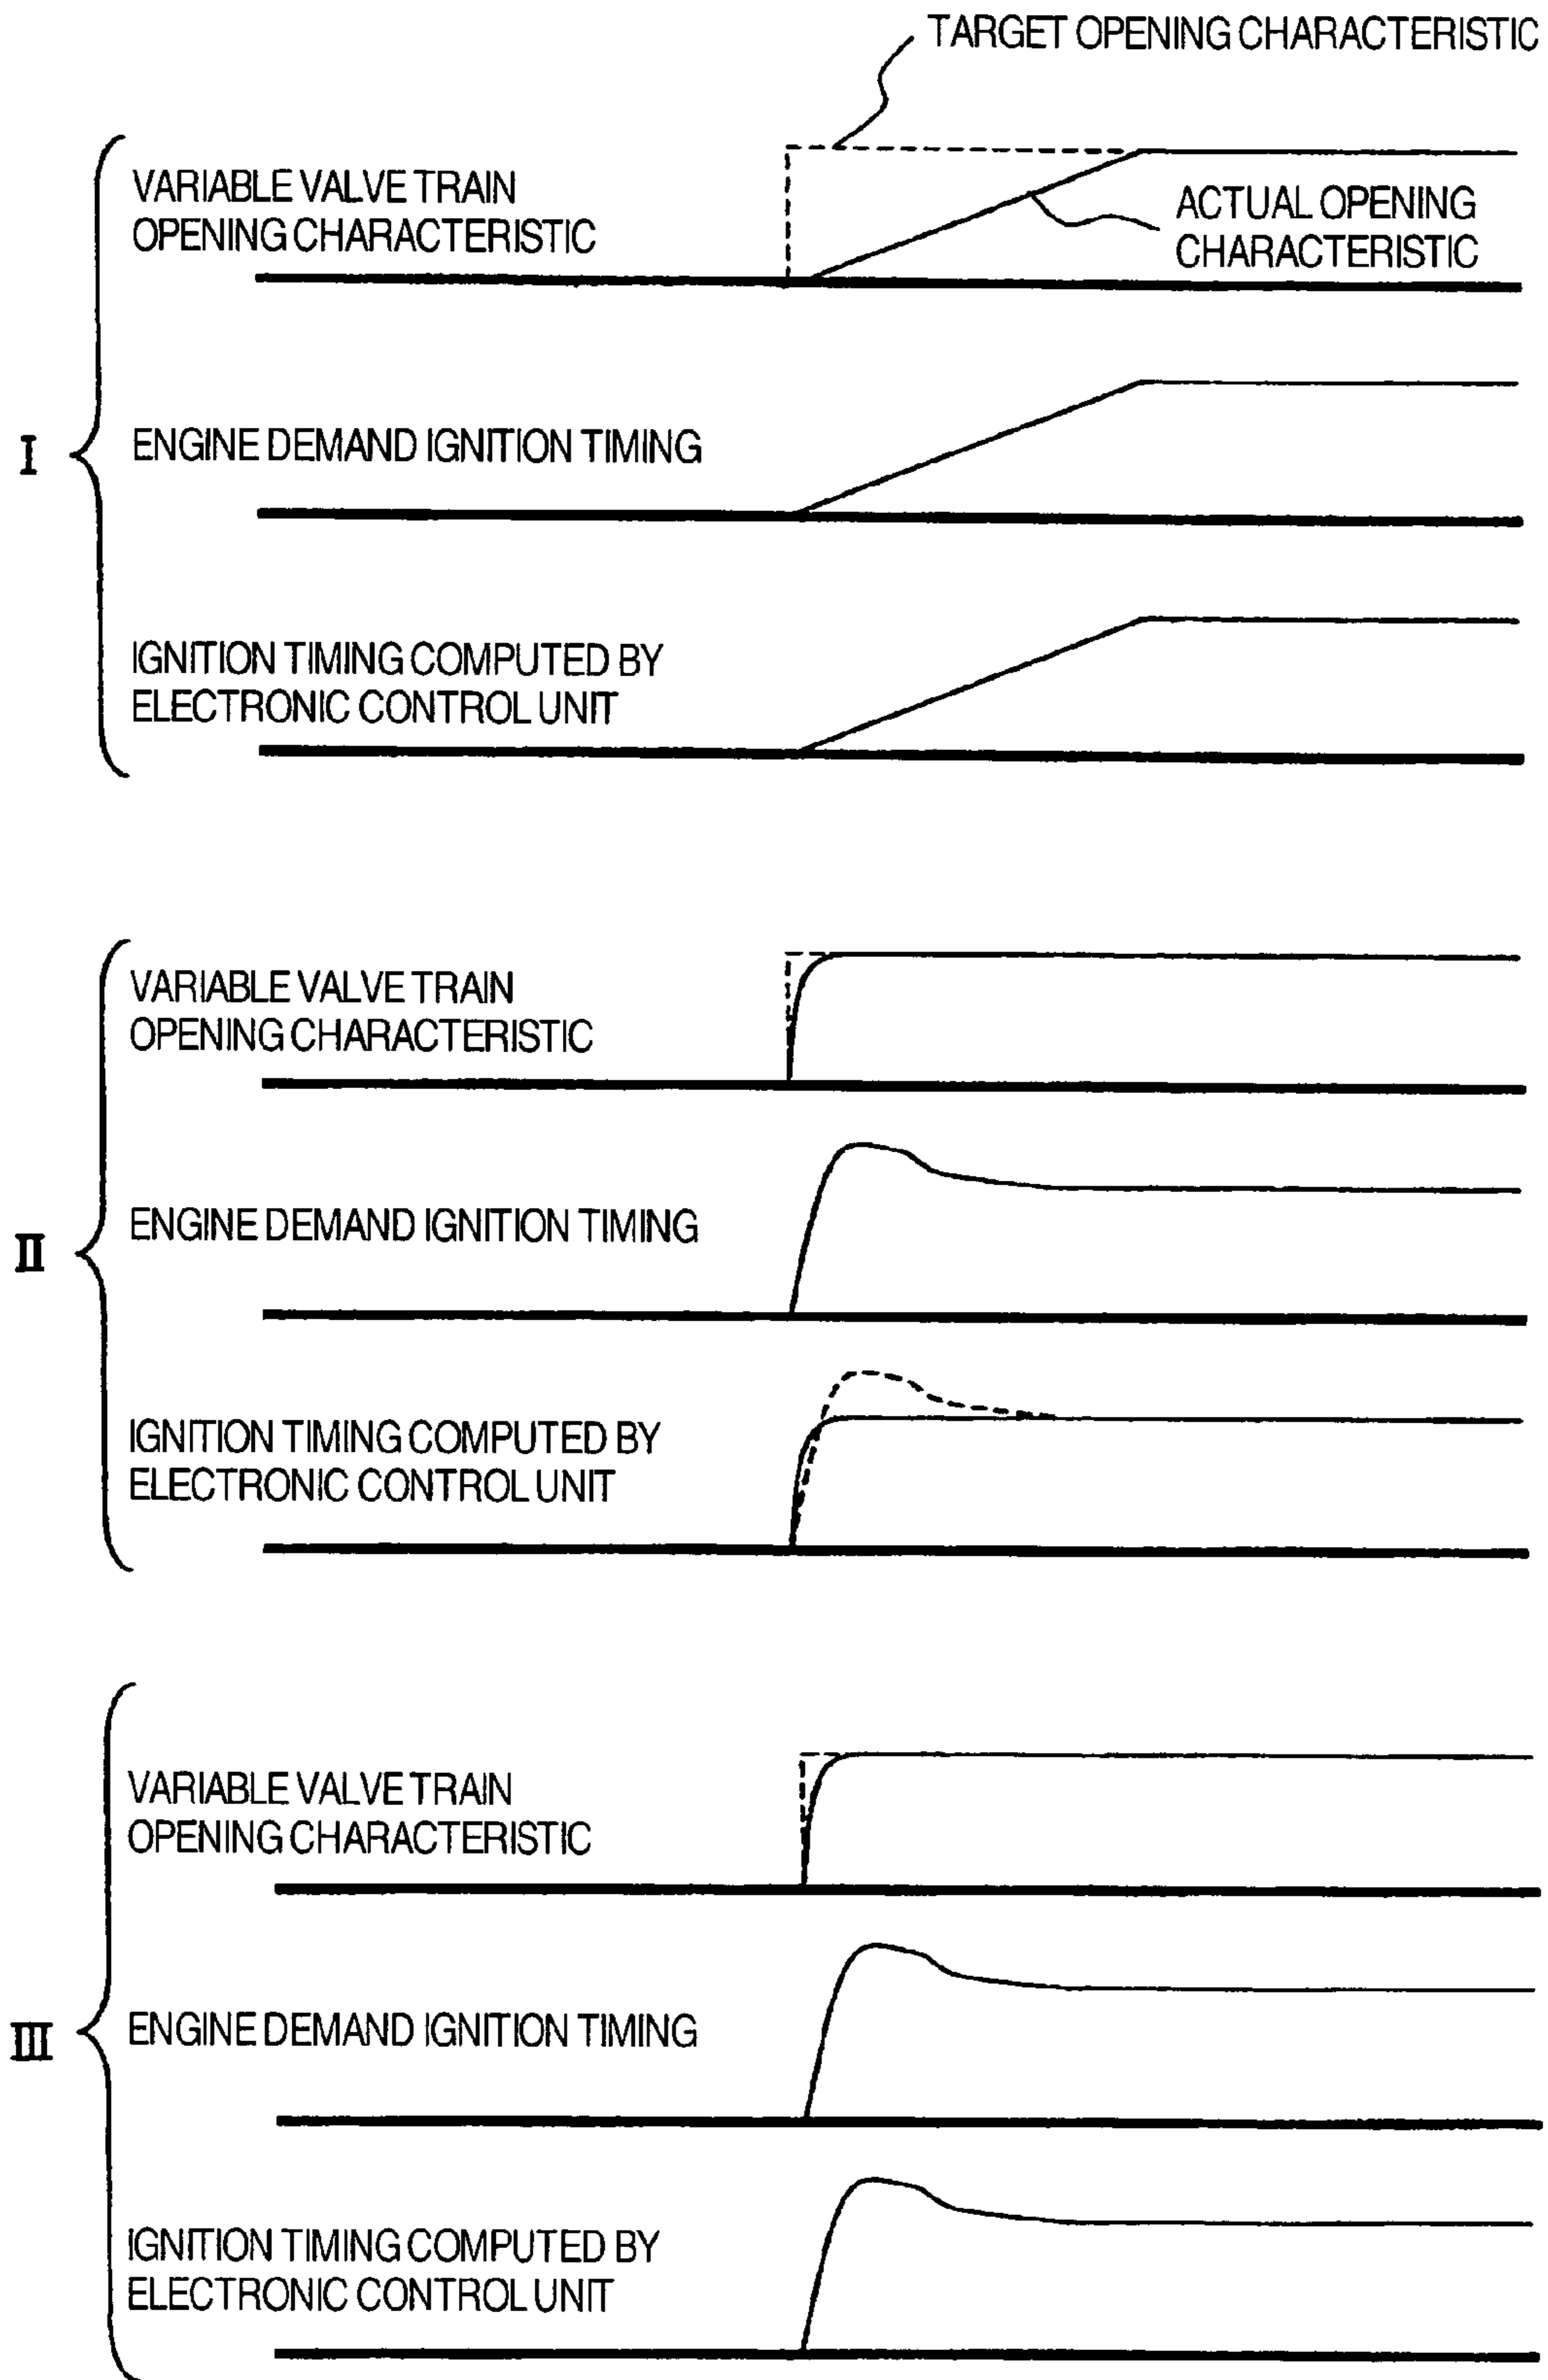 TARGET OPENING CHARACTERISTIC
VARIABLE VALVE TRAIN
OPENING CHARACTERISTIC
ACTUAL OPENING
CHARACTERISTIC
I
ENGINE DEMAND IGNITION TIMING
IGNITION TIMING COMPUTED BY
ELECTRONIC CONTROL UNIT
VARIABLE VALVE TRAIN
OPENING CHARACTERISTIC
II
ENGINE DEMAND IGNITION TIMING
IGNITION TIMING COMPUTED BY
ELECTRONIC CONTROL UNIT
VARIABLE VALVE TRAIN
OPENING CHARACTERISTIC
III
ENGINE DEMAND IGNITION TIMING
IGNITION TIMING COMPUTED BY
ELECTRONIC CONTROL UNIT